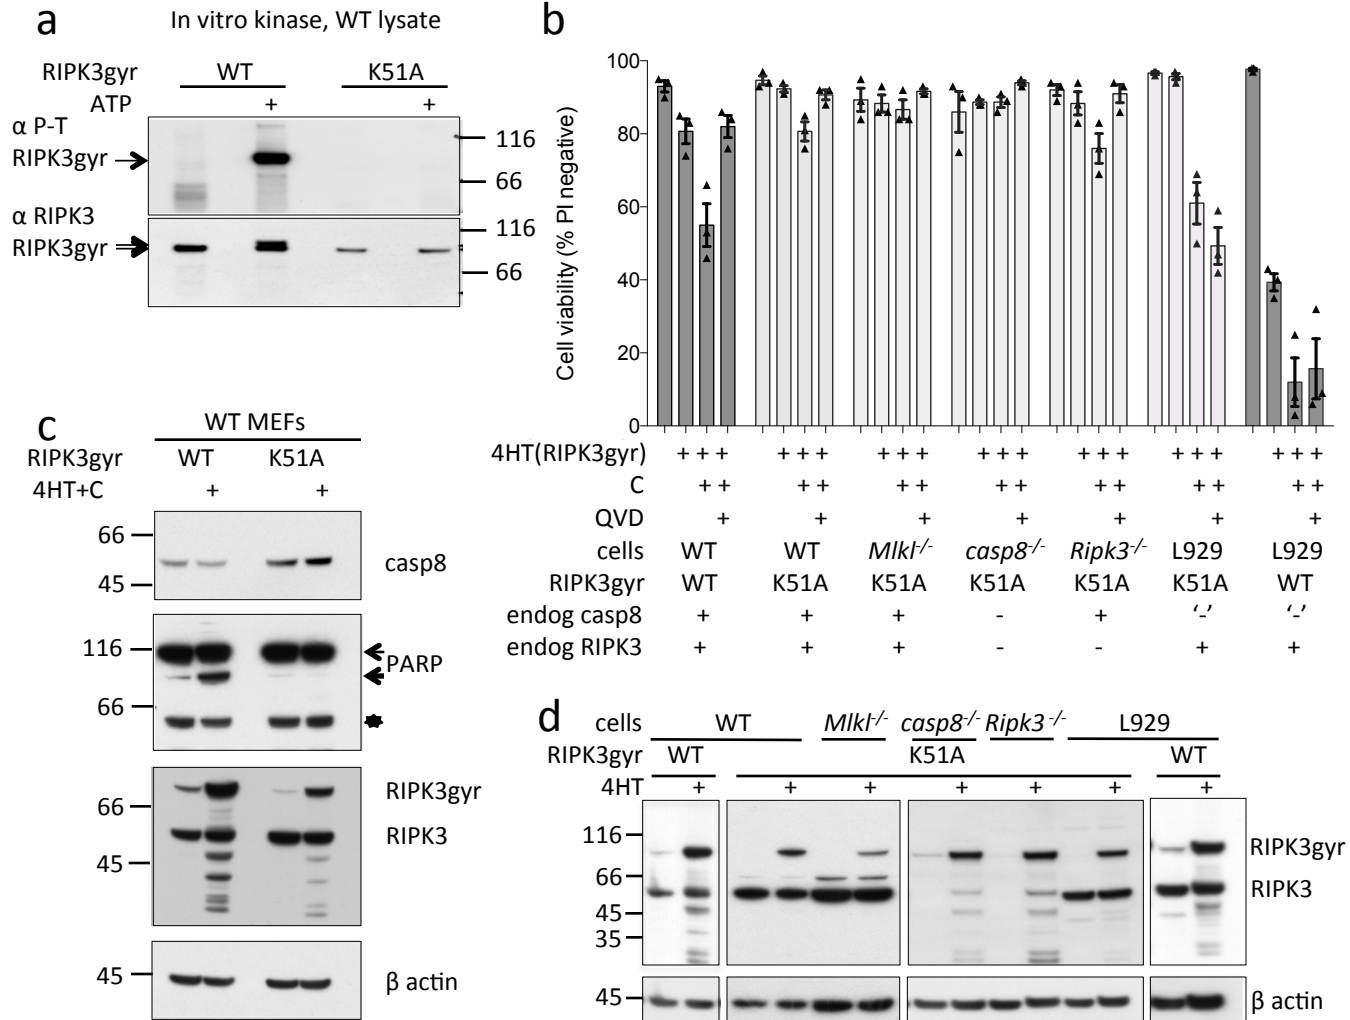 a
In vitro kinase, WT lysate
RIPK3gyr WT K51A
ATP + +
α P-T
RIPK3gyr
116
66
α RIPK3
RIPK3gyr
116
66
b
Cell viability (% PI negative)
100
80
60
40
20
0
4HT(RIPK3gyr) +++ +++ +++ +++ +++ +++ +++
C ++ ++ ++ ++ ++ ++ ++
QVD + + + + + + +
cells WT WT Mlkl-/- casp8-/- Ripk3-/- L929 L929
RIPK3gyr WT K51A K51A K51A K51A K51A WT
endog casp8 + + + - + ‘-’ ‘-’
endog RIPK3 + + + - - + +
c
WT MEFs
RIPK3gyr WT K51A
4HT+C + +
66
45
casp8
116
66
PARP
66
45
RIPK3gyr
RIPK3
45
β actin
d
cells WT Mlkl-/- casp8-/- Ripk3 -/- L929
RIPK3gyr WT K51A WT
4HT + + + + + + +
116
66
45
35
RIPK3gyr
RIPK3
45
β actin